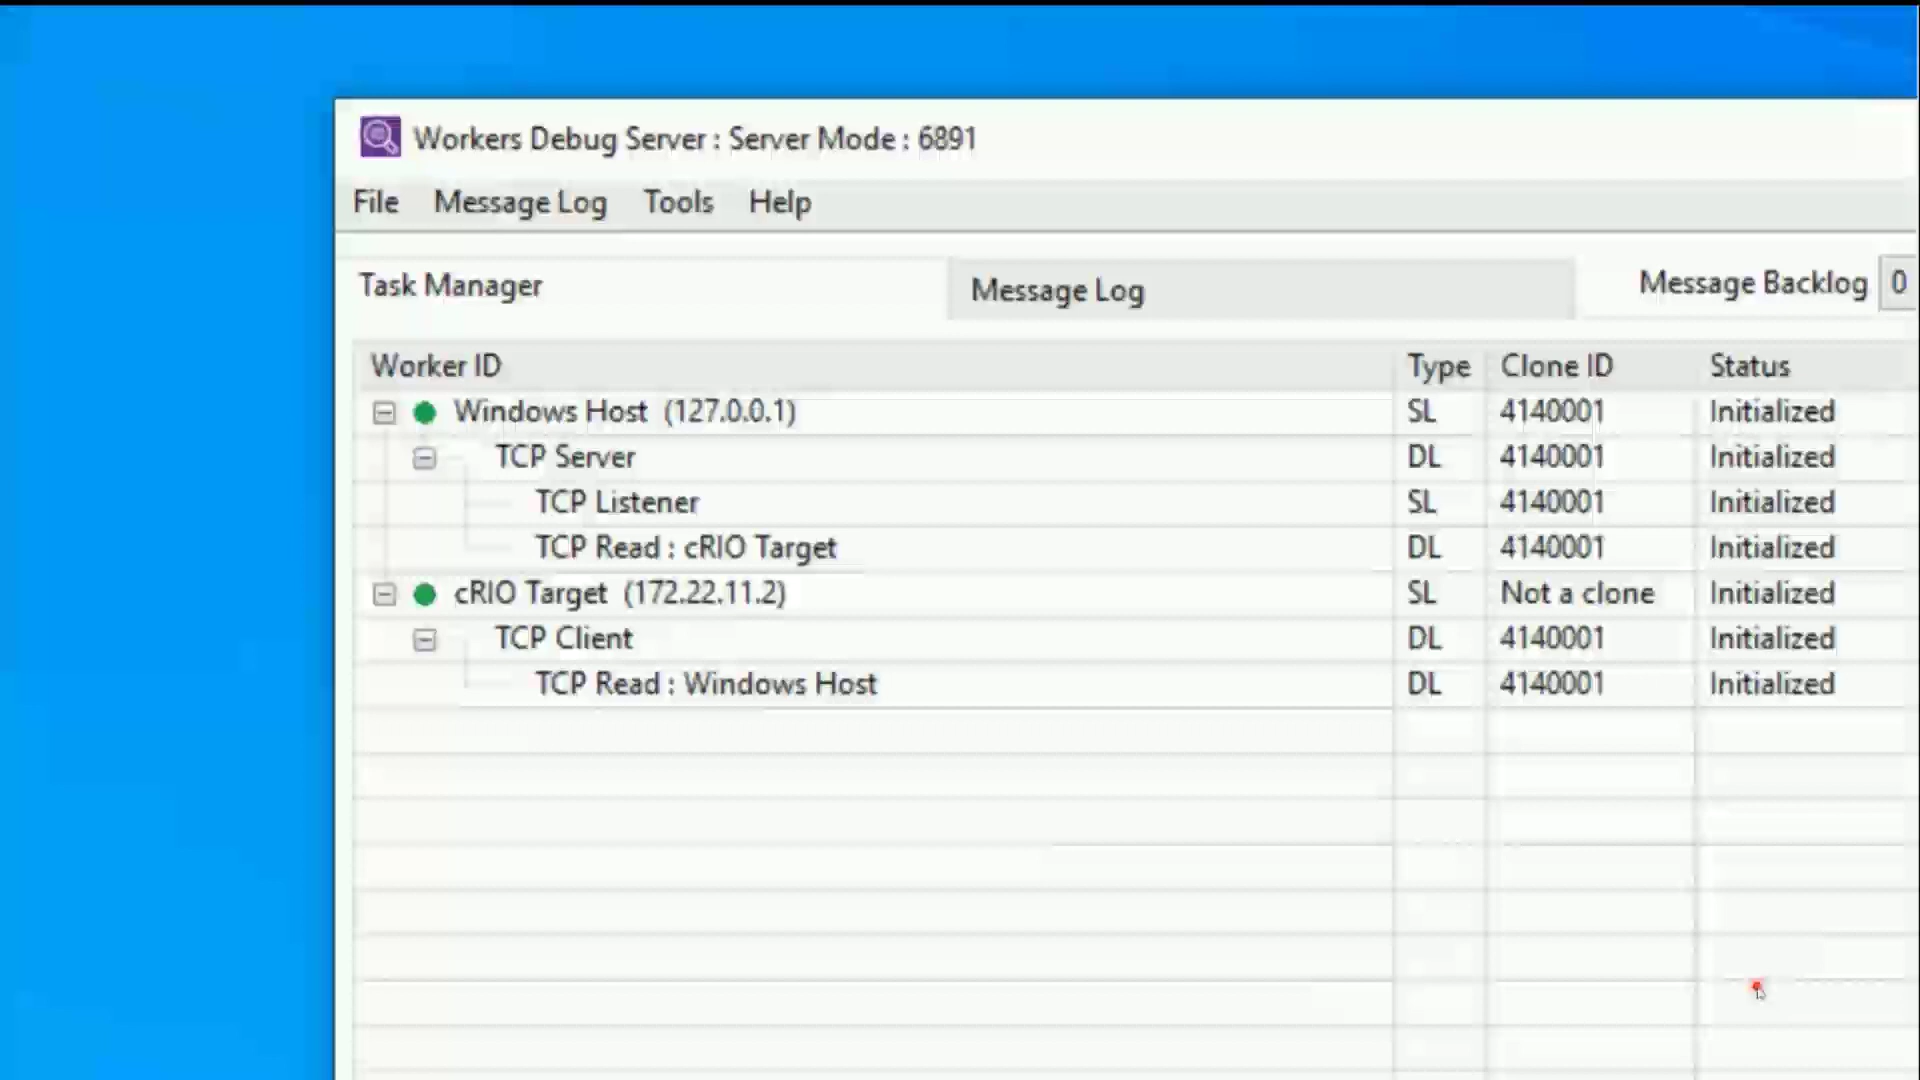 Workers Debug Server : Server Mode : 6891
File Message Log Tools Help
Task Manager Message Log Message Backlog 0
Worker ID Type Clone ID Status
Windows Host (127.0.0.1) SL 4140001 Initialized
TCP Server DL 4140001 Initialized
TCP Listener SL 4140001 Initialized
TCP Read : cRIO Target DL 4140001 Initialized
cRIO Target (172.22.11.2) SL Not a clone Initialized
TCP Client DL 4140001 Initialized
TCP Read : Windows Host DL 4140001 Initialized